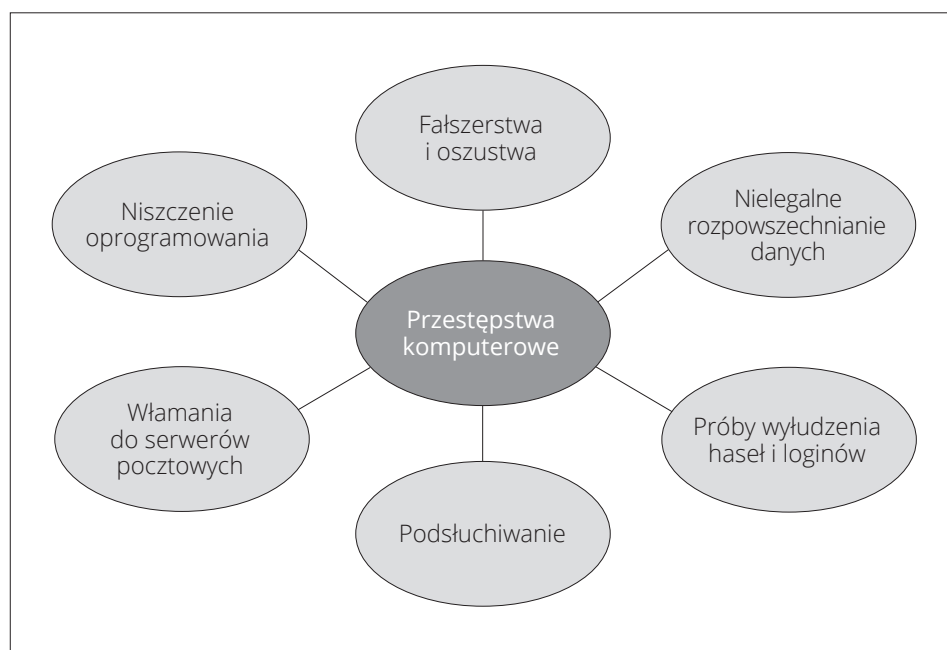 Fałszerstwa
i oszustwa
Niszczenie
oprogramowania
Nielegalne
rozpowszechnianie
danych
Przestępstwa
komputerowe
Włamania
do serwerów
pocztowych
Próby wyłudzenia
haseł i loginów
Podsłuchiwanie